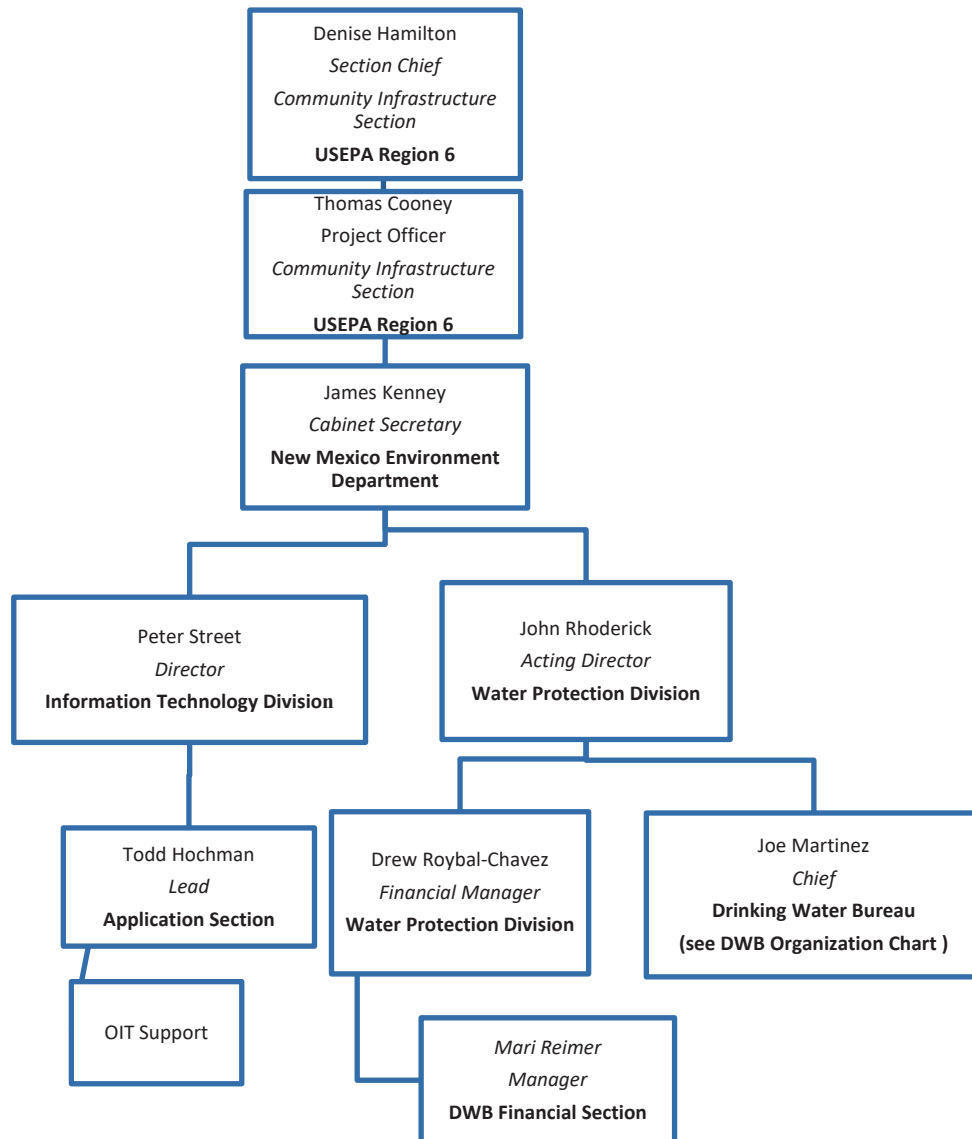 Denise Hamilton
Section Chief
Community Infrastructure
Section
USEPA Region 6
Thomas Cooney
Project Officer
Community Infrastructure
Section
USEPA Region 6
James Kenney
Cabinet Secretary
New Mexico Environment
Department
Peter Street
Director
Information Technology Division
John Rhoderick
Acting Director
Water Protection Division
Todd Hochman
Lead
Application Section
Drew Roybal-Chavez
Financial Manager
Water Protection Division
Joe Martinez
Chief
Drinking Water Bureau
(see DWB Organization Chart )
OIT Support
Mari Reimer
Manager
DWB Financial Section